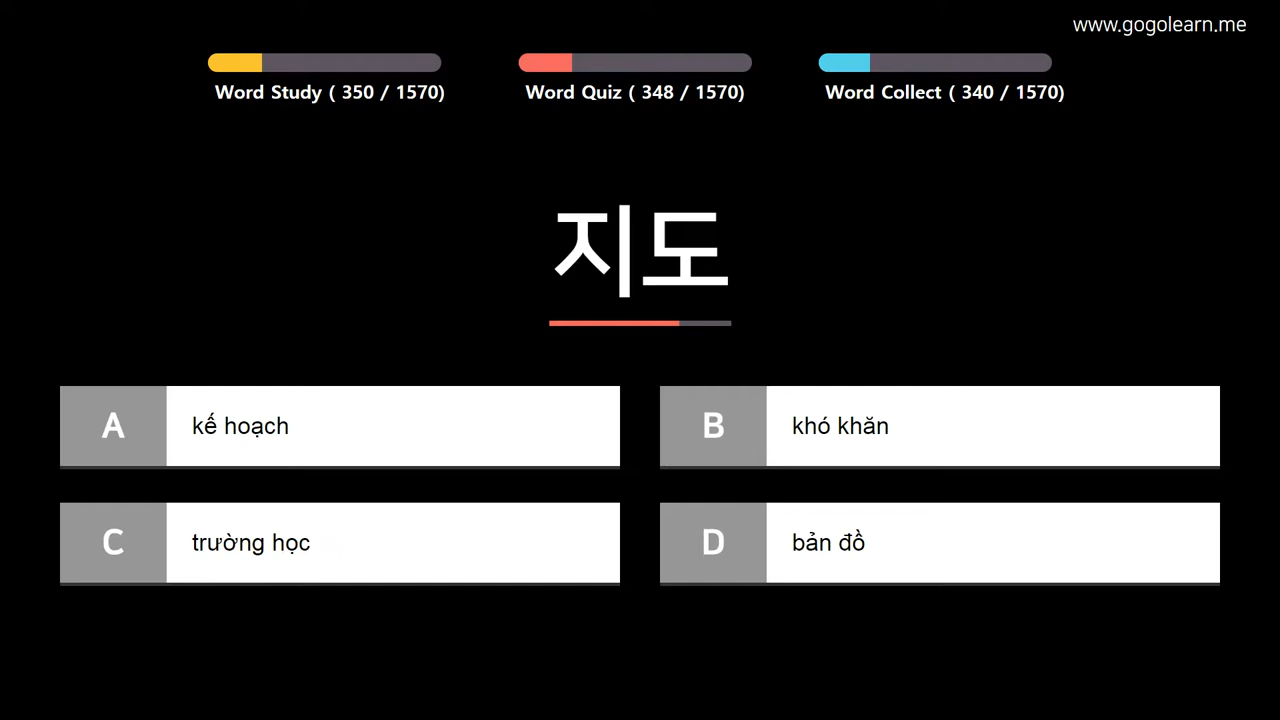 www.gogolearn.me
Word Study ( 350 / 1570)
Word Quiz ( 348 / 1570)
Word Collect ( 340 / 1570)
지도
A kế hoạch
B khó khăn
C trường học
D bản đồ